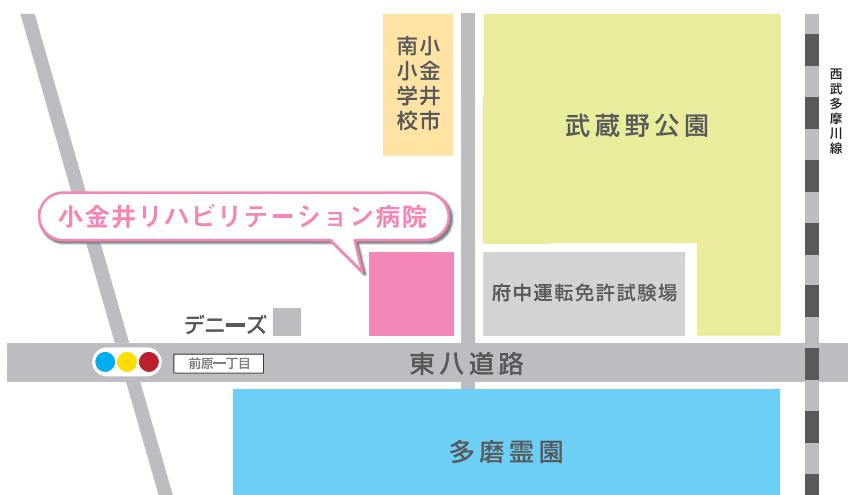 小金井市
南小学校
武蔵野公園
西武多摩川線
小金井リハビリテーション病院
府中運転免許試験場
デニーズ
前原一丁目
東八道路
多磨霊園